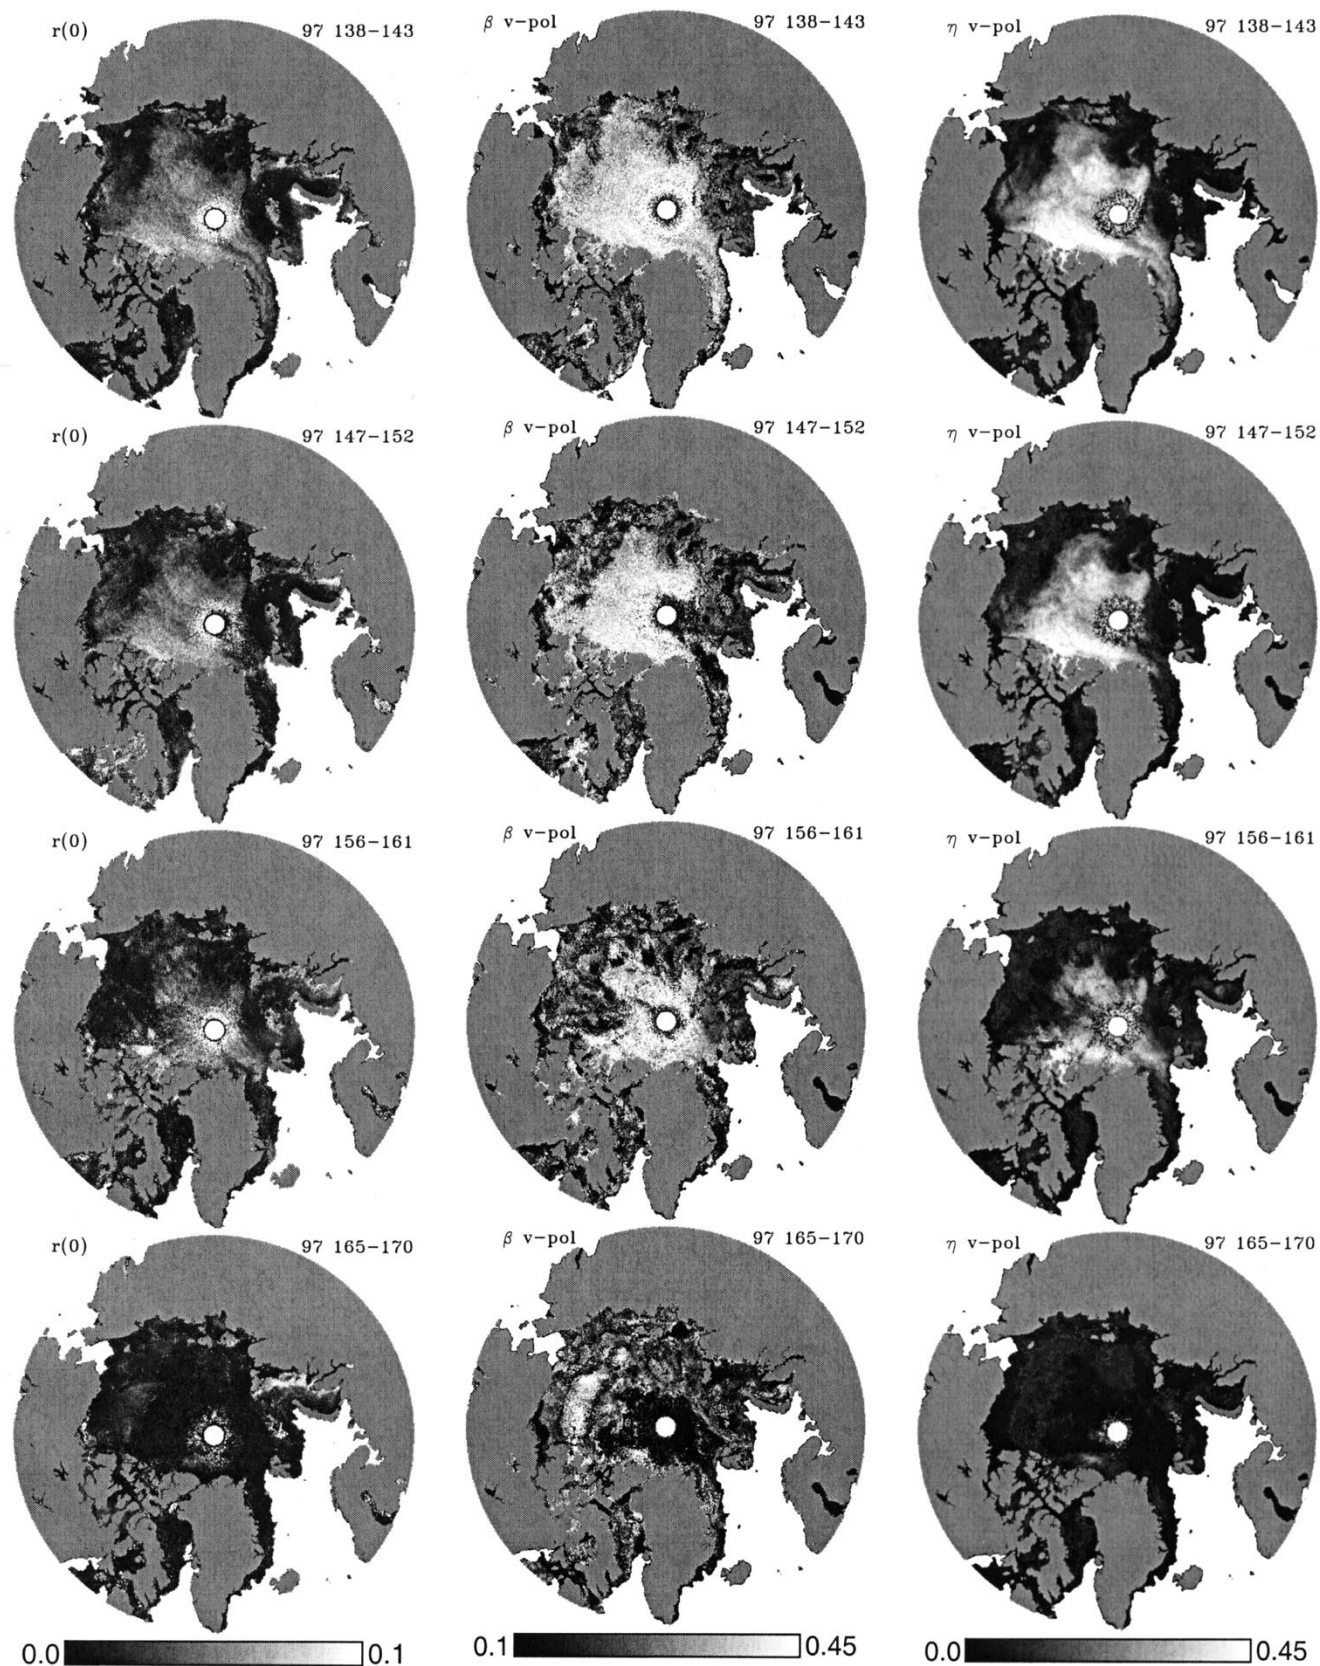 r(0) 97 138-143 β v-pol 97 138-143 η v-pol 97 138-143
r(0) 97 147-152 β v-pol 97 147-152 η v-pol 97 147-152
r(0) 97 156-161 β v-pol 97 156-161 η v-pol 97 156-161
r(0) 97 165-170 β v-pol 97 165-170 η v-pol 97 165-170
0.0 0.1 0.1 0.45 0.0 0.45